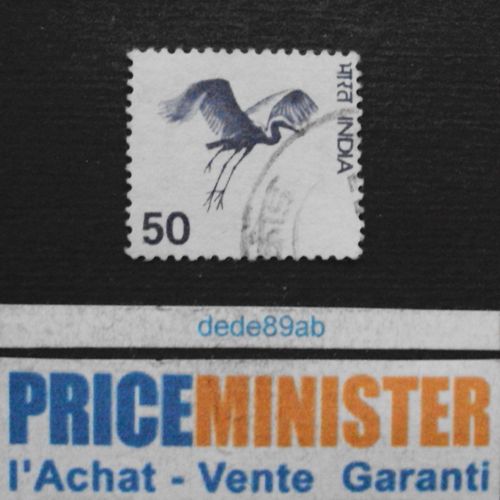 भारत INDIA
50
dede89ab
PRICEMINISTER
l'Achat - Vente Garanti